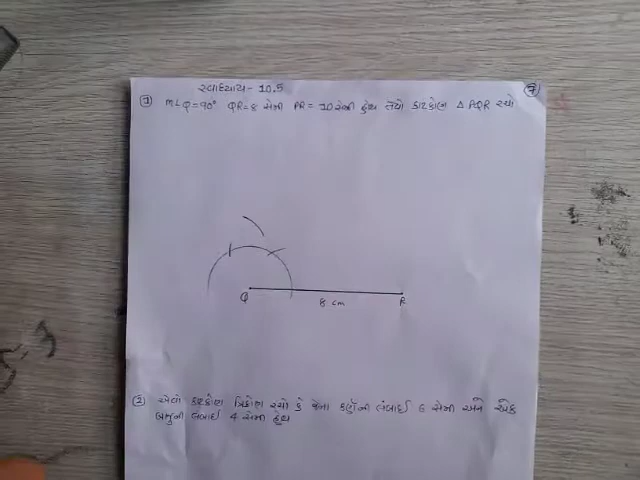 સ્વાધ્યાય- 10.5
7
(1) m∠Q=90° QR=8 સેમી PR= 10 સેમી હોય તેવો કાટકોણ △ PQR રચો
Q 8 cm R
(2) એવો કાટકોણ ત્રિકોણ રચો કે જેના કર્ણની લંબાઈ 6 સેમી અને એક
બાજુની લંબાઈ 4 સેમી હોય